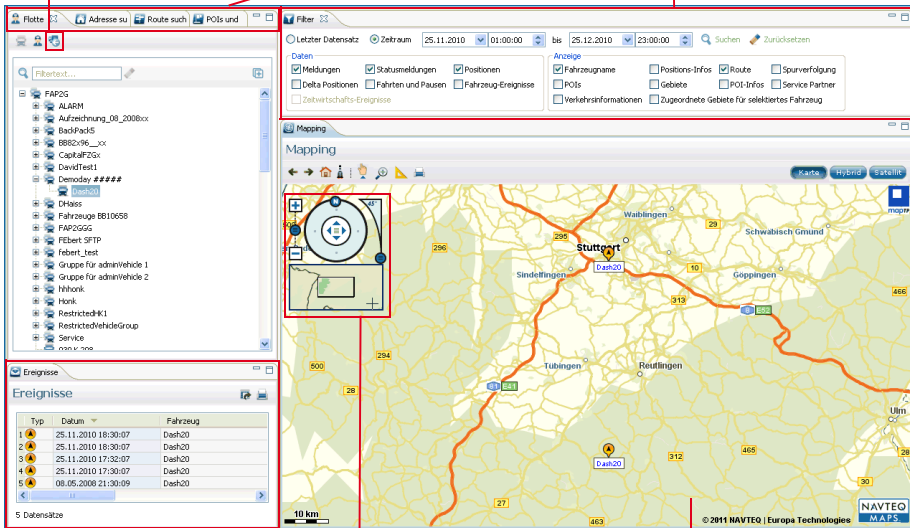 Flotte
Adresse su
Route such
POIs und
Filtertext...
FAP2G
ALARM
Aufzeichnung_08_2008xx
BackPack5
BB82x96__xx
CapitalFZGx
DavidTest1
Demoday #####
Dash20
DHaiss
Fahrzeuge BB10658
FAP2GGG
FEbert SFTP
febert_test
Gruppe für adminVehicle 1
Gruppe für adminVehicle 2
hhhonk
Honk
RestrictedHK1
RestrictedVehicleGroup
Service
Ereignisse
Ereignisse
Typ Datum Fahrzeug
1 25.11.2010 18:30:07 Dash20
2 25.11.2010 18:30:07 Dash20
3 25.11.2010 17:32:07 Dash20
4 25.11.2010 17:30:07 Dash20
5 08.05.2008 21:30:09 Dash20
5 Datensätze
Filter
Letzter Datensatz Zeitraum 25.11.2010 01:00:00 bis 25.12.2010 23:00:00 Suchen Zurücksetzen
Daten
Meldungen Statusmeldungen Positionen
Delta Positionen Fahrten und Pausen Fahrzeug-Ereignisse
Zeitwirtschafts-Ereignisse
Anzeige
Fahrzeugname Positions-Infos Route Spurverfolgung
POIs Gebiete POI-Infos Service Partner
Verkehrsinformationen Zugeordnete Gebiete für selektiertes Fahrzeug
Mapping
Mapping
Karte Hybrid Satellit
N
45°
Waiblingen
29
Schwäbisch Gmund
295
296
Stuttgart
Dash20
10
Sindelfingen
Göppingen
466
313
8 E52
294
500
Tübingen
Reutlingen
28
81 E41
Ulm
28
465
312
Dash20
30
27
463
10 km
© 2011 NAVTEQ | Europa Technologies
NAVTEQ
MAPS